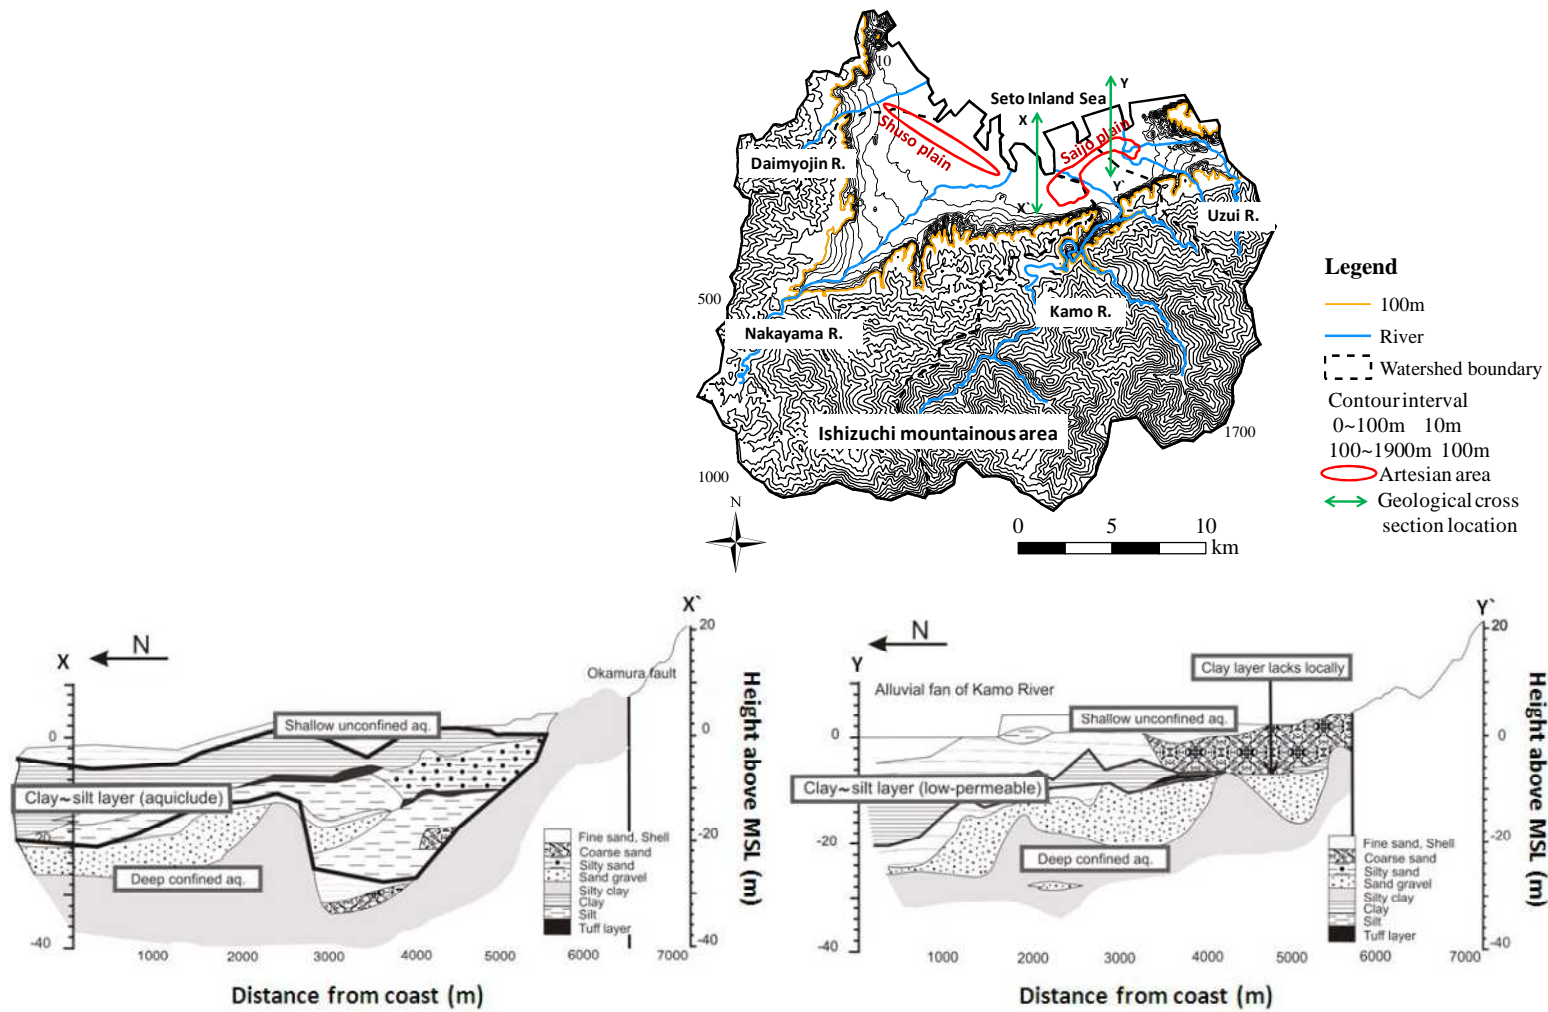 10
Seto Inland Sea
Y
X
Shuso plain
Saijo plain
Daimyojin R.
Y`
X`
Uzui R.
500
Kamo R.
Nakayama R.
Ishizuchi mountainous area
1700
1000
N
0 5 10
km
Legend
100m
River
Watershed boundary
Contour interval
0~100m 10m
100~1900m 100m
Artesian area
Geological cross
section location
X`
N
X
20
Okamura fault
Shallow unconfined aq.
0
0
Clay~silt layer (aquiclude)
-20
-20
Deep confined aq.
Fine sand, Shell
Coarse sand
Silty sand
Sand gravel
Silty clay
Clay
Silt
Tuff layer
-40
-40
1000 2000 3000 4000 5000 6000 7000
Height above MSL (m)
Distance from coast (m)
Y`
N
Y
20
Clay layer lacks locally
Alluvial fan of Kamo River
Shallow unconfined aq.
0
0
Clay~silt layer (low-permeable)
-20
-20
Deep confined aq.
Fine sand, Shell
Coarse sand
Silty sand
Sand gravel
Silty clay
Clay
Silt
Tuff layer
-40
-40
1000 2000 3000 4000 5000 6000 7000
Height above MSL (m)
Distance from coast (m)